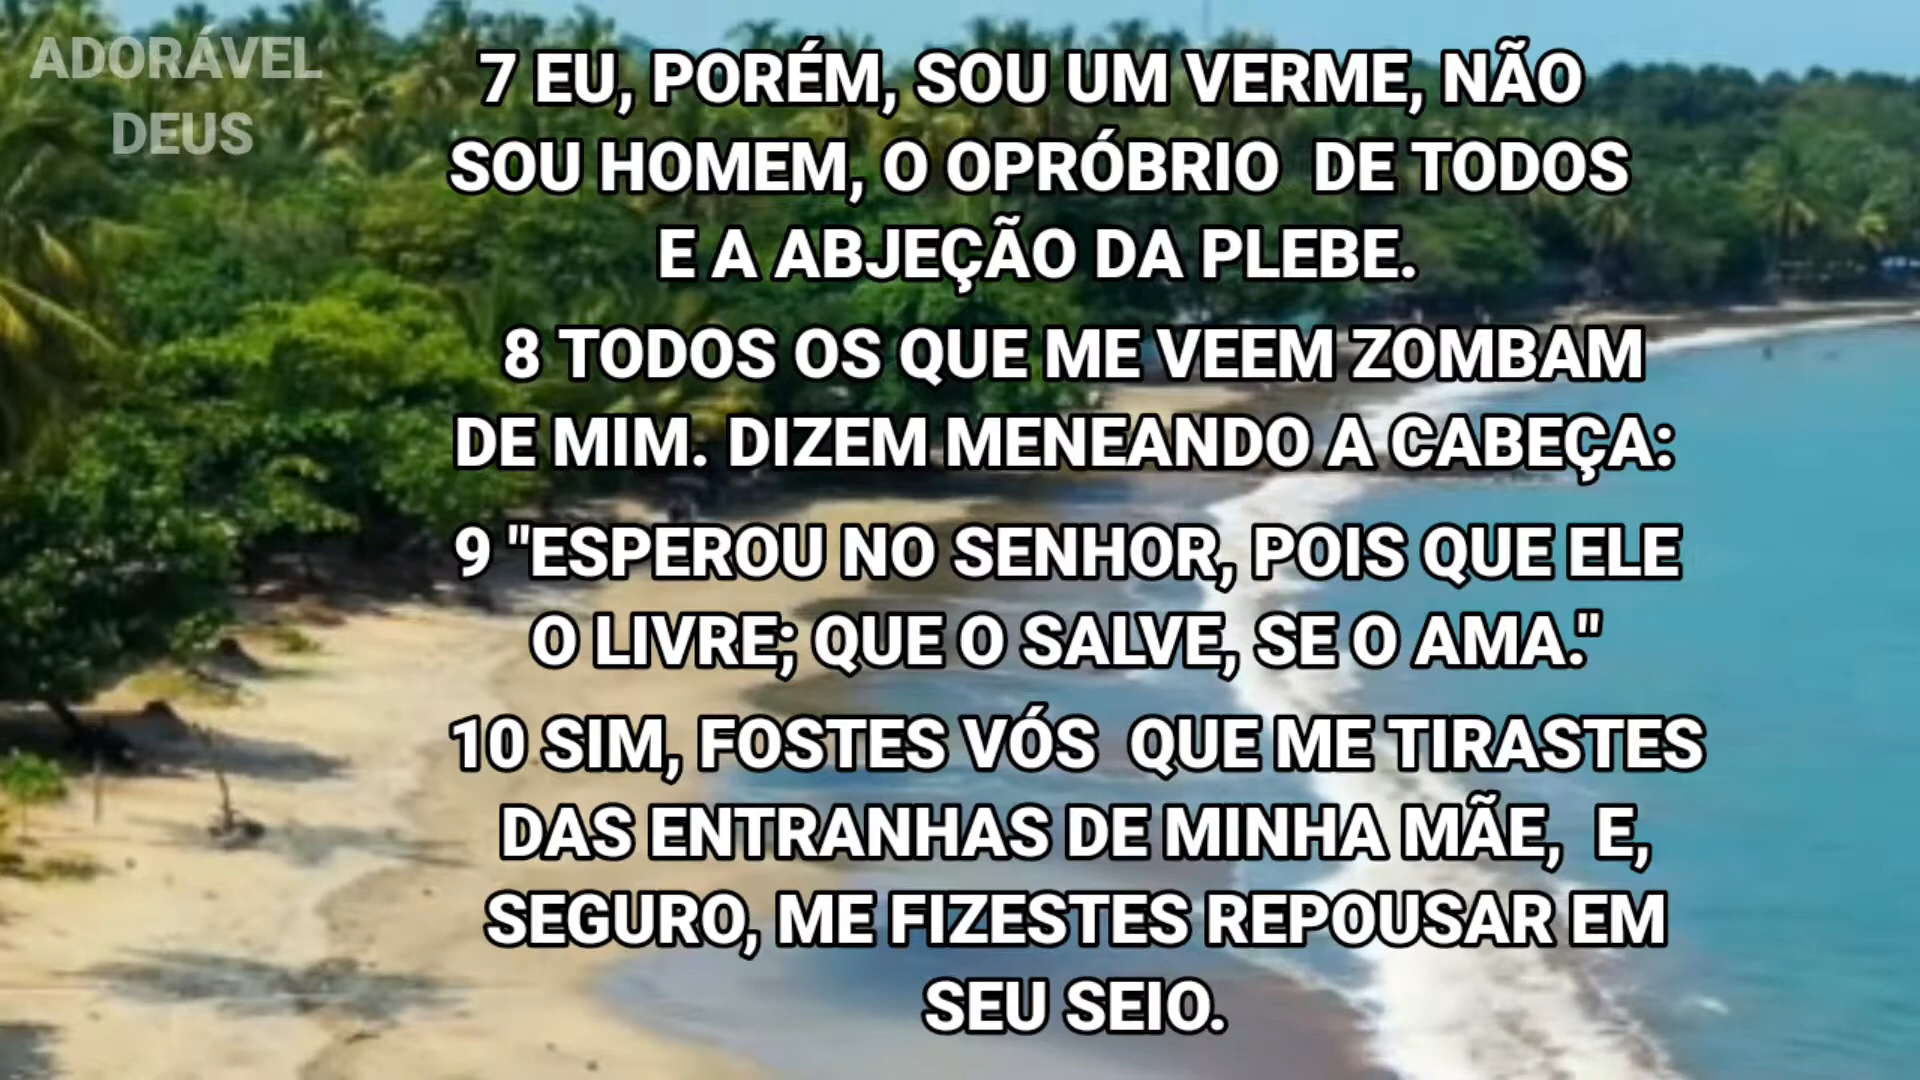 ADORÁVEL
DEUS
7 EU, PORÉM, SOU UM VERME, NÃO
SOU HOMEM, O OPRÓBRIO DE TODOS
E A ABJEÇÃO DA PLEBE.
8 TODOS OS QUE ME VEEM ZOMBAM
DE MIM. DIZEM MENEANDO A CABEÇA:
9 "ESPEROU NO SENHOR, POIS QUE ELE
O LIVRE; QUE O SALVE, SE O AMA."
10 SIM, FOSTES VÓS QUE ME TIRASTES
DAS ENTRANHAS DE MINHA MÃE, E,
SEGURO, ME FIZESTES REPOUSAR EM
SEU SEIO.